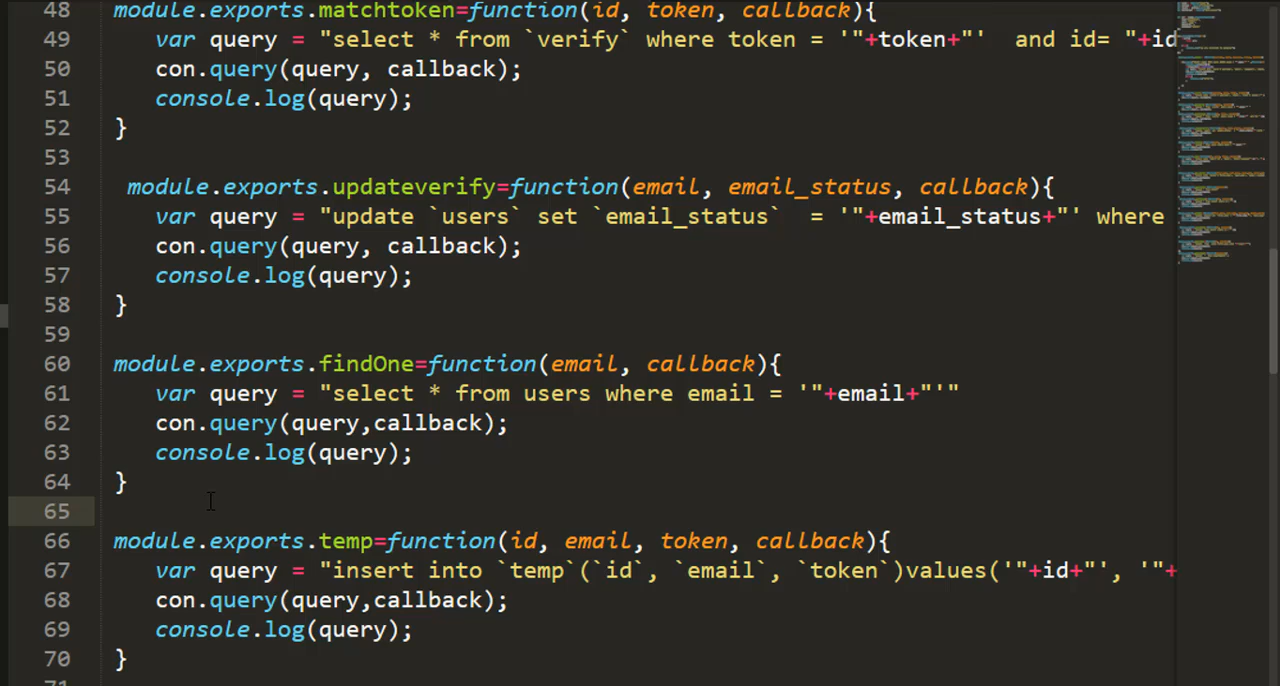 48 module.exports.matchtoken=function(id, token, callback){
49 var query = "select * from `verify` where token = '"+token+"'  and id= "+id
50 con.query(query, callback);
51 console.log(query);
52 }
53
54 module.exports.updateverify=function(email, email_status, callback){
55 var query = "update `users` set `email_status`  = '"+email_status+"' where
56 con.query(query, callback);
57 console.log(query);
58 }
59
60 module.exports.findOne=function(email, callback){
61 var query = "select * from users where email = '"+email+"'"
62 con.query(query,callback);
63 console.log(query);
64 }
65
66 module.exports.temp=function(id, email, token, callback){
67 var query = "insert into `temp`(`id`, `email`, `token`)values('"+id+"', '"+
68 con.query(query,callback);
69 console.log(query);
70 }
71